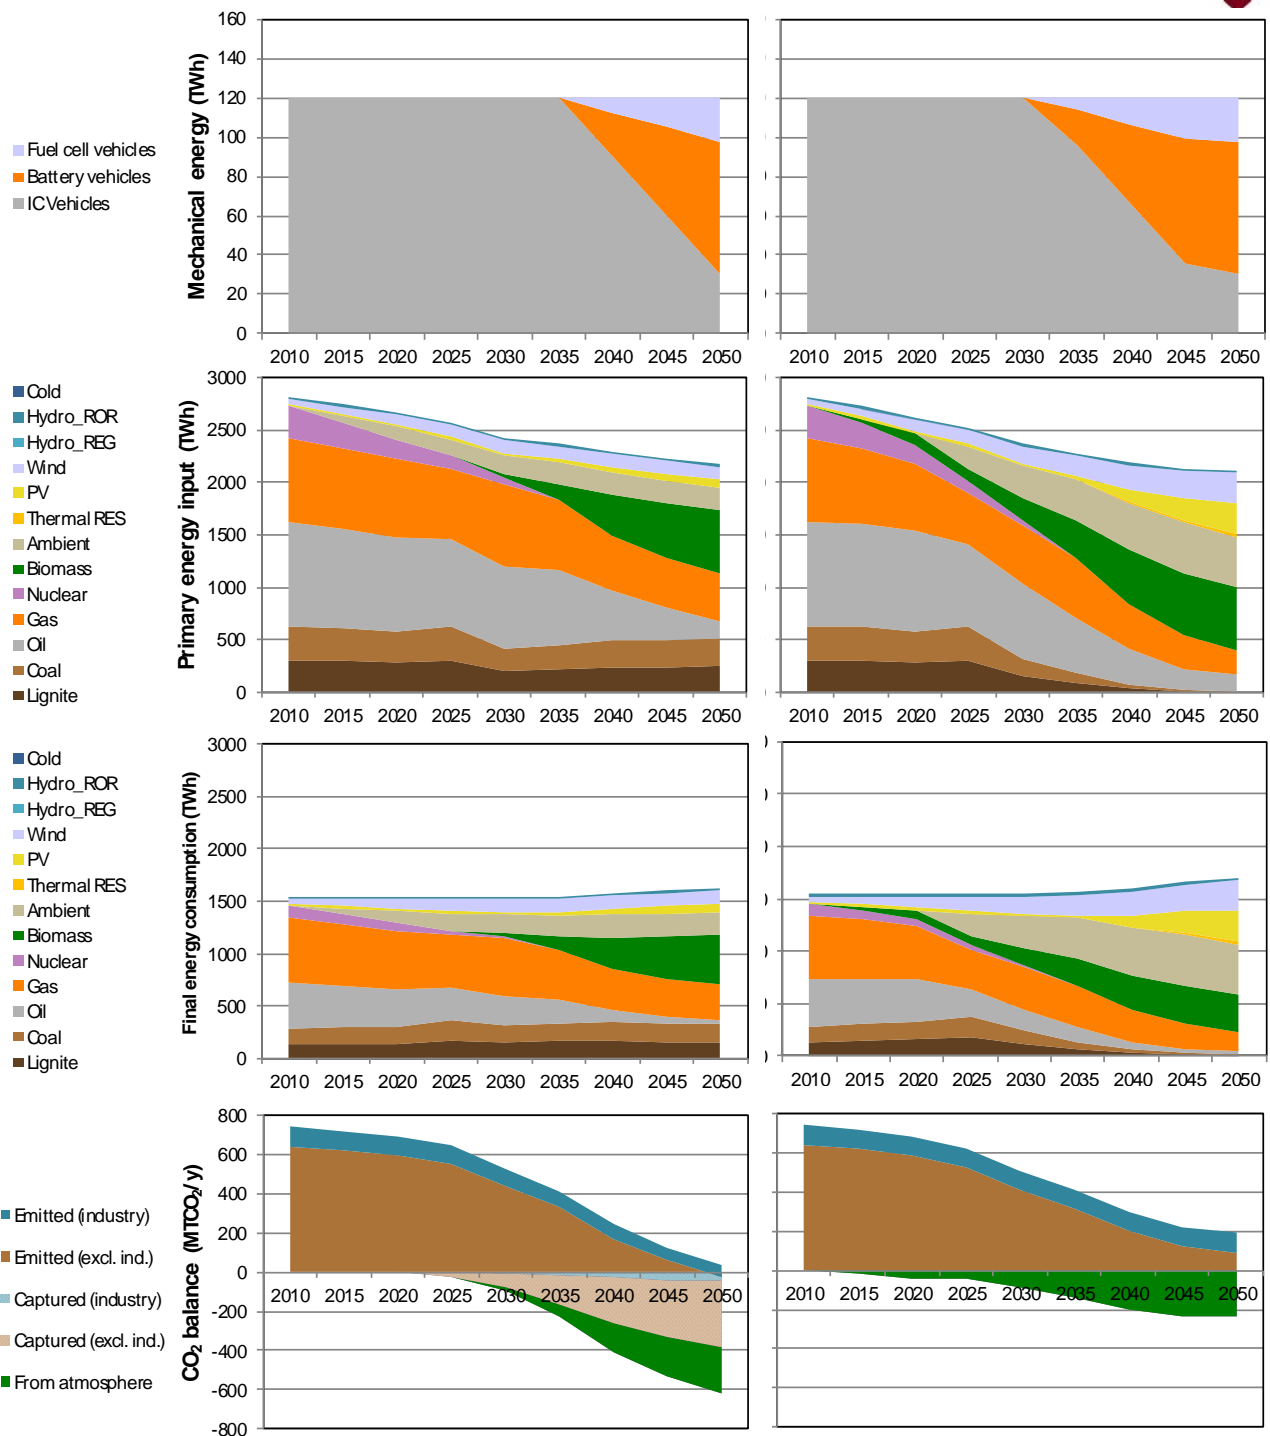 160
140
120
100
80
60
40
20
0
Mechanical energy (TWh)
Fuel cell vehicles
Battery vehicles
IC Vehicles
2010 2015 2020 2025 2030 2035 2040 2045 2050
2010 2015 2020 2025 2030 2035 2040 2045 2050
3000
2500
2000
1500
1000
500
0
Primary energy input (TWh)
Cold
Hydro_ROR
Hydro_REG
Wind
PV
Thermal RES
Ambient
Biomass
Nuclear
Gas
Oil
Coal
Lignite
2010 2015 2020 2025 2030 2035 2040 2045 2050
2010 2015 2020 2025 2030 2035 2040 2045 2050
3000
2500
2000
1500
1000
500
0
Final energy consumption (TWh)
Cold
Hydro_ROR
Hydro_REG
Wind
PV
Thermal RES
Ambient
Biomass
Nuclear
Gas
Oil
Coal
Lignite
2010 2015 2020 2025 2030 2035 2040 2045 2050
2010 2015 2020 2025 2030 2035 2040 2045 2050
800
600
400
200
0
-200
-400
-600
-800
CO₂ balance (MTCO₂/y)
Emitted (industry)
Emitted (excl. ind.)
Captured (industry)
Captured (excl. ind.)
From atmosphere
2010 2015 2020 2025 2030 2035 2040 2045 2050
2010 2015 2020 2025 2030 2035 2040 2045 2050